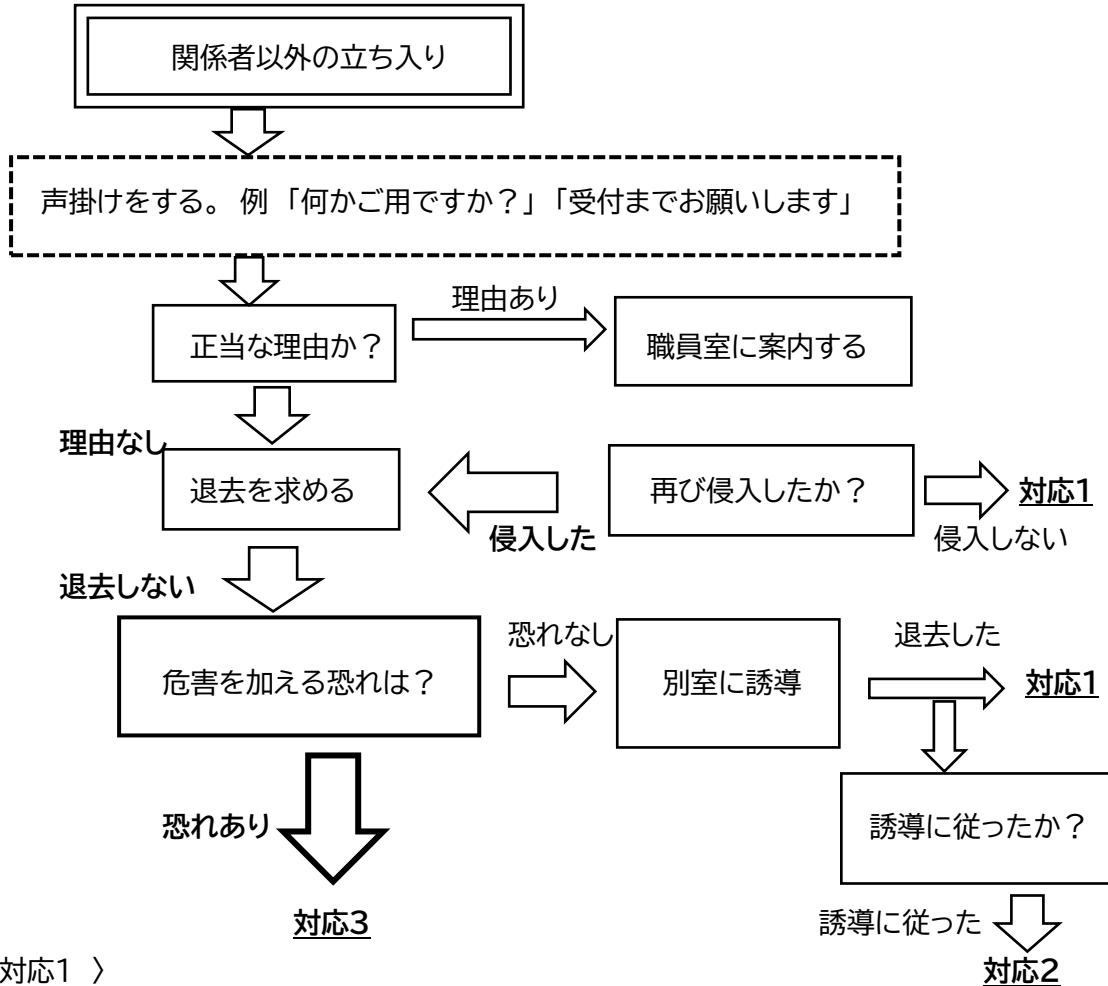 関係者以外の立ち入り
声掛けをする。 例 「何かご用ですか？」「受付までお願いします」
理由あり
正当な理由か？
職員室に案内する
理由なし
退去を求める
再び侵入したか？
対応1
侵入した
侵入しない
退去しない
恐れなし
退去した
危害を加える恐れは？
別室に誘導
対応1
恐れあり
誘導に従ったか？
対応3
誘導に従った
対応2
対応1 〉